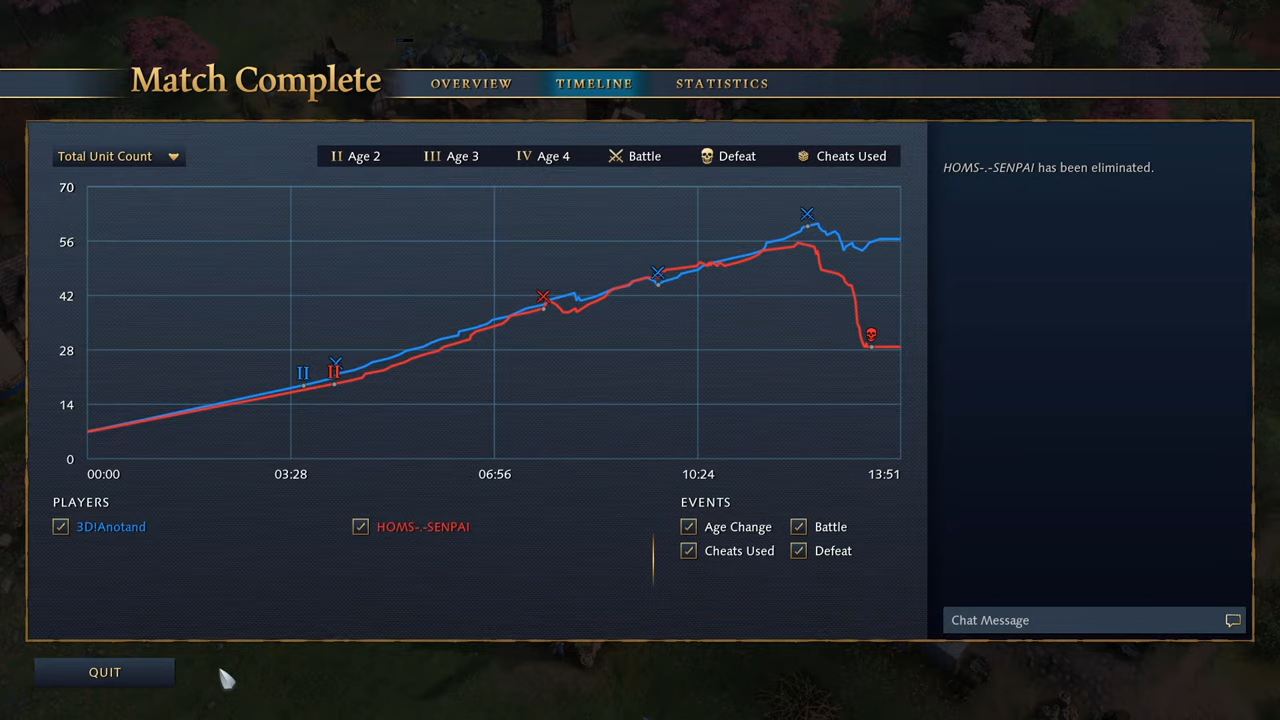 Match Complete
OVERVIEW TIMELINE STATISTICS
Total Unit Count
II Age 2 III Age 3 IV Age 4 Battle Defeat Cheats Used
HOMS-.-SENPAI has been eliminated.
70
56
42
28
14
0
II
II
00:00 03:28 06:56 10:24 13:51
PLAYERS
3D!Anotand HOMS-.-SENPAI
EVENTS
Age Change Battle
Cheats Used Defeat
Chat Message
QUIT